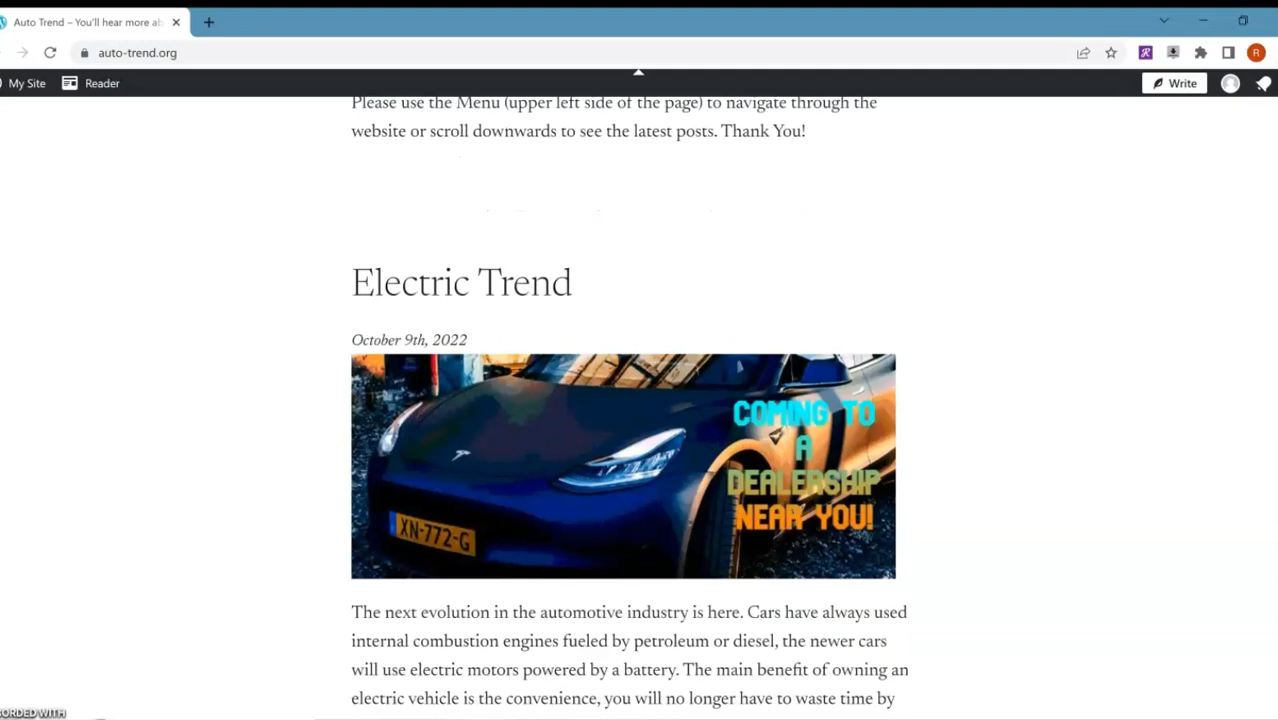 Auto Trend – You'll hear more ab
auto-trend.org
R
My Site
Reader
Write
Please use the Menu (upper left side of the page) to navigate through the
website or scroll downwards to see the latest posts. Thank You!
Electric Trend
October 9th, 2022
COMING TO
A
DEALERSHIP
NEAR YOU!
XN-772-G
The next evolution in the automotive industry is here. Cars have always used
internal combustion engines fueled by petroleum or diesel, the newer cars
will use electric motors powered by a battery. The main benefit of owning an
electric vehicle is the convenience, you will no longer have to waste time by
ORDED WITH